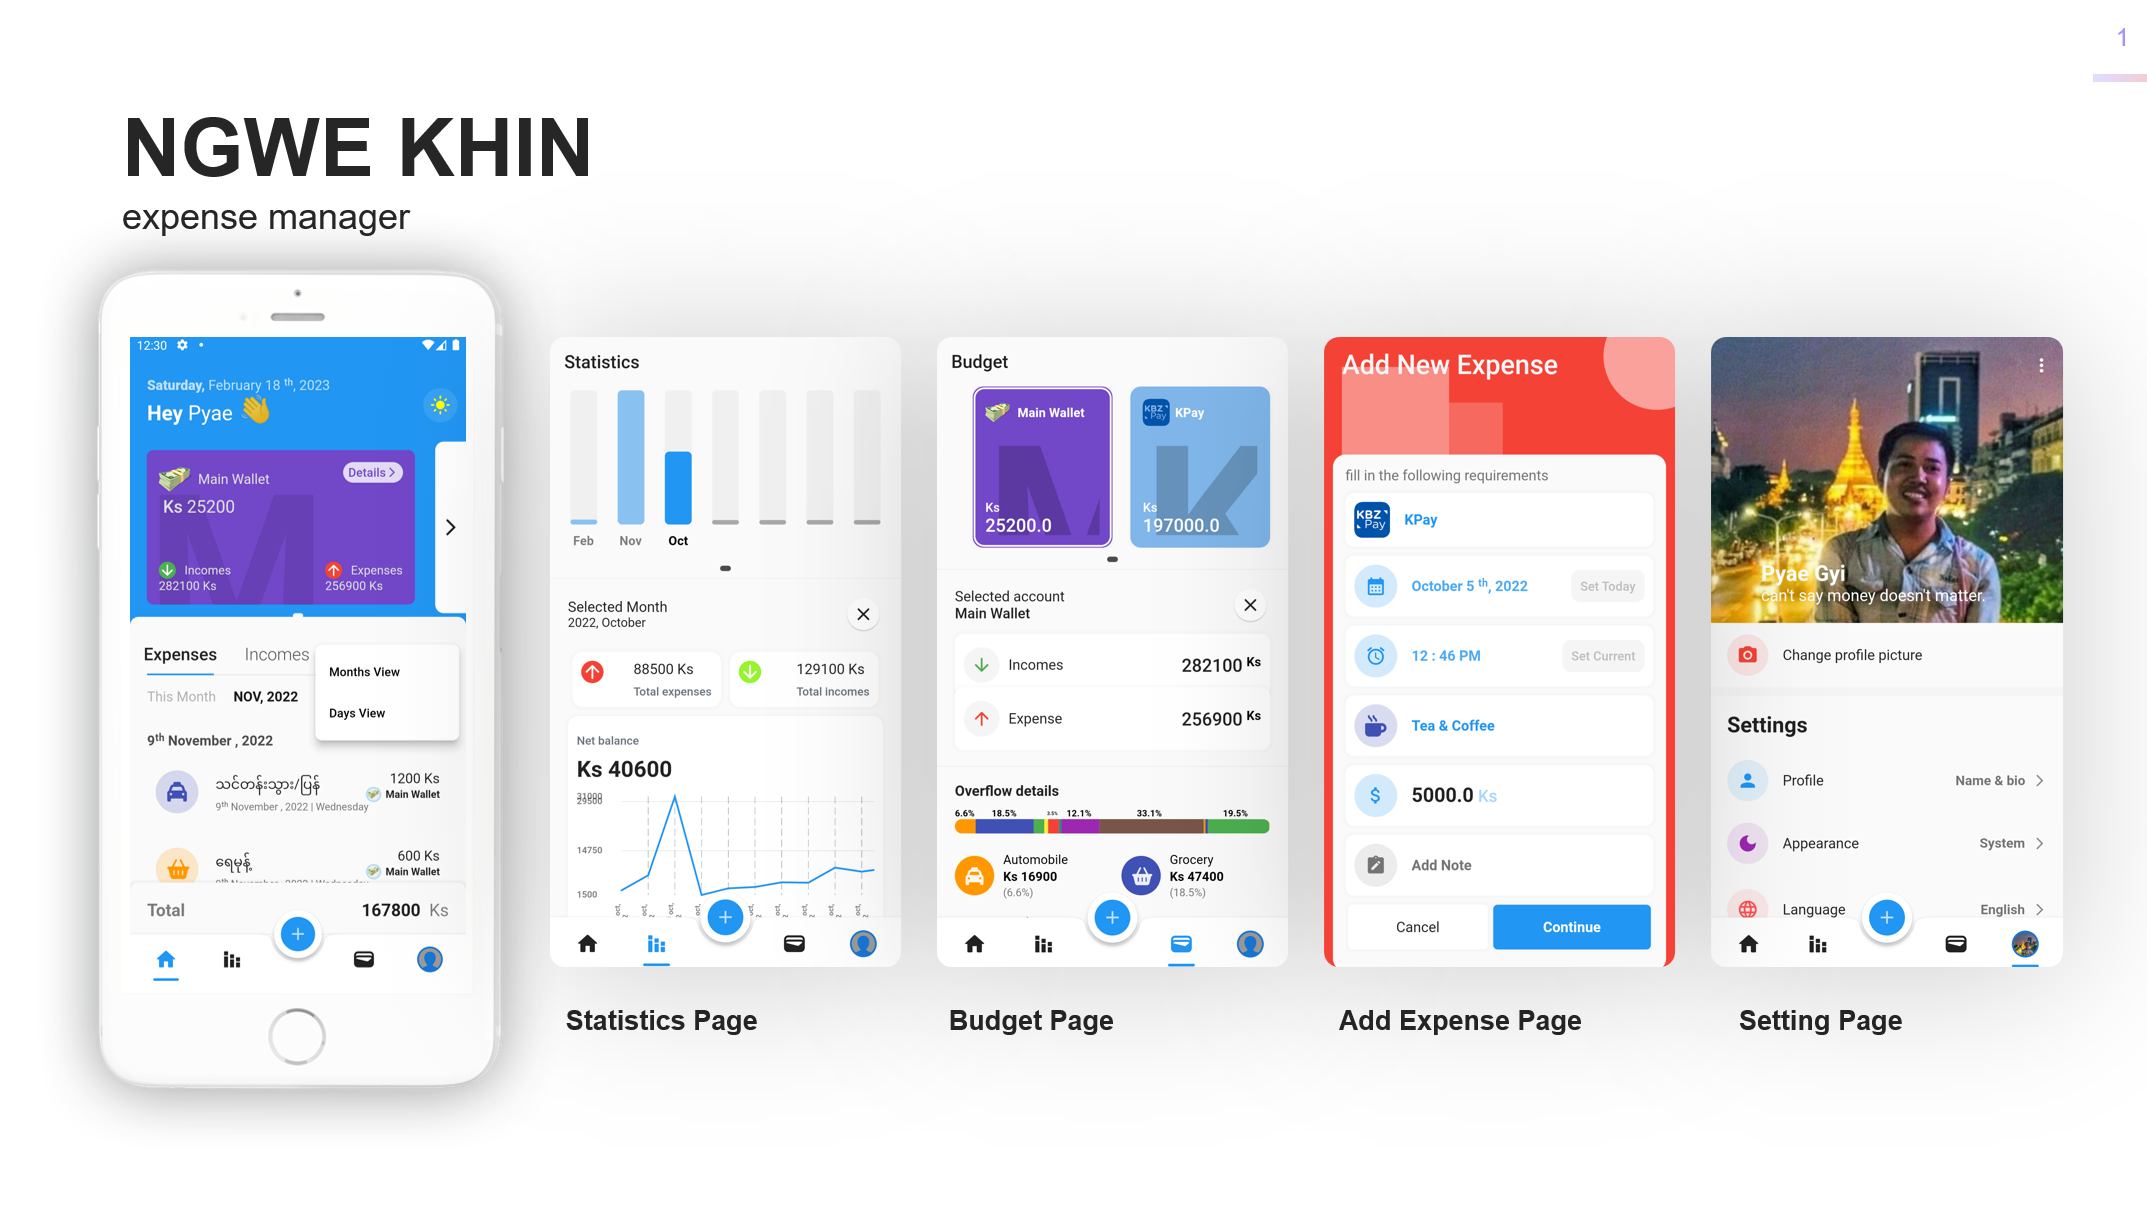 1
NGWE KHIN
expense manager
12:30
Saturday, February 18 th, 2023
Hey Pyae
Main Wallet
Details
Ks 25200
Incomes
282100 Ks
Expenses
256900 Ks
Expenses Incomes
Months View
Days View
This Month NOV, 2022
9th November , 2022
သင်တန်းသွား/ပြန်
1200 Ks
9th November , 2022 | Wednesday
Main Wallet
ရေမုန့်
600 Ks
Main Wallet
Total 167800 Ks
Statistics
Feb Nov Oct
Selected Month
2022, October
88500 Ks
Total expenses
129100 Ks
Total incomes
Net balance
Ks 40600
31000
29500
14750
1500
Statistics Page
Budget
Main Wallet
Ks
25200.0
KBZ Pay
KPay
Ks
197000.0
Selected account
Main Wallet
Incomes 282100 Ks
Expense 256900 Ks
Overflow details
6.6% 18.5% 3.5% 12.1% 33.1% 19.5%
Automobile
Ks 16900
(6.6%)
Grocery
Ks 47400
(18.5%)
Budget Page
Add New Expense
fill in the following requirements
KBZ Pay
KPay
October 5 th, 2022 Set Today
12 : 46 PM Set Current
Tea & Coffee
5000.0 Ks
Add Note
Cancel Continue
Add Expense Page
Pyae Gyi
can't say money doesn't matter.
Change profile picture
Settings
Profile Name & bio
Appearance System
Language English
Setting Page